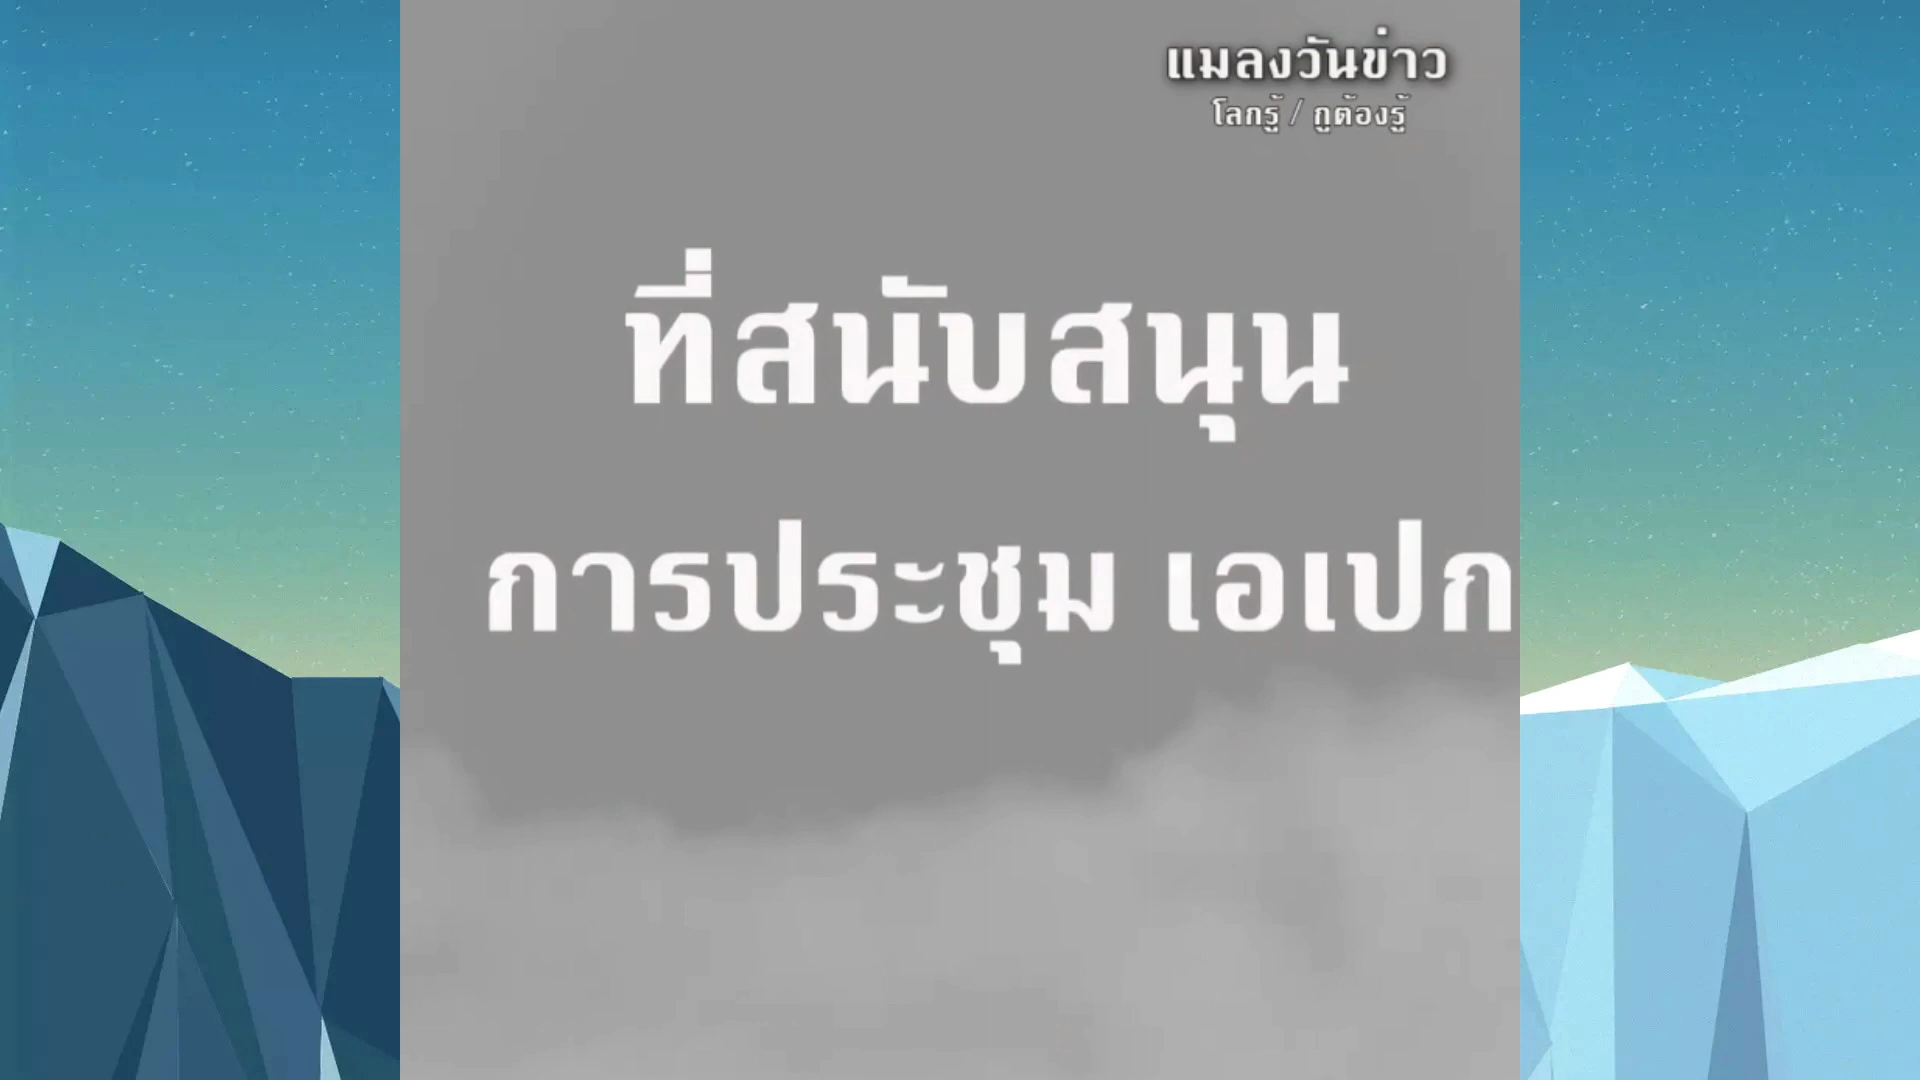 แมลงวันข่าว
โลกรู้ / กูต้องรู้
ที่สนับสนุน
การประชุม เอเปก